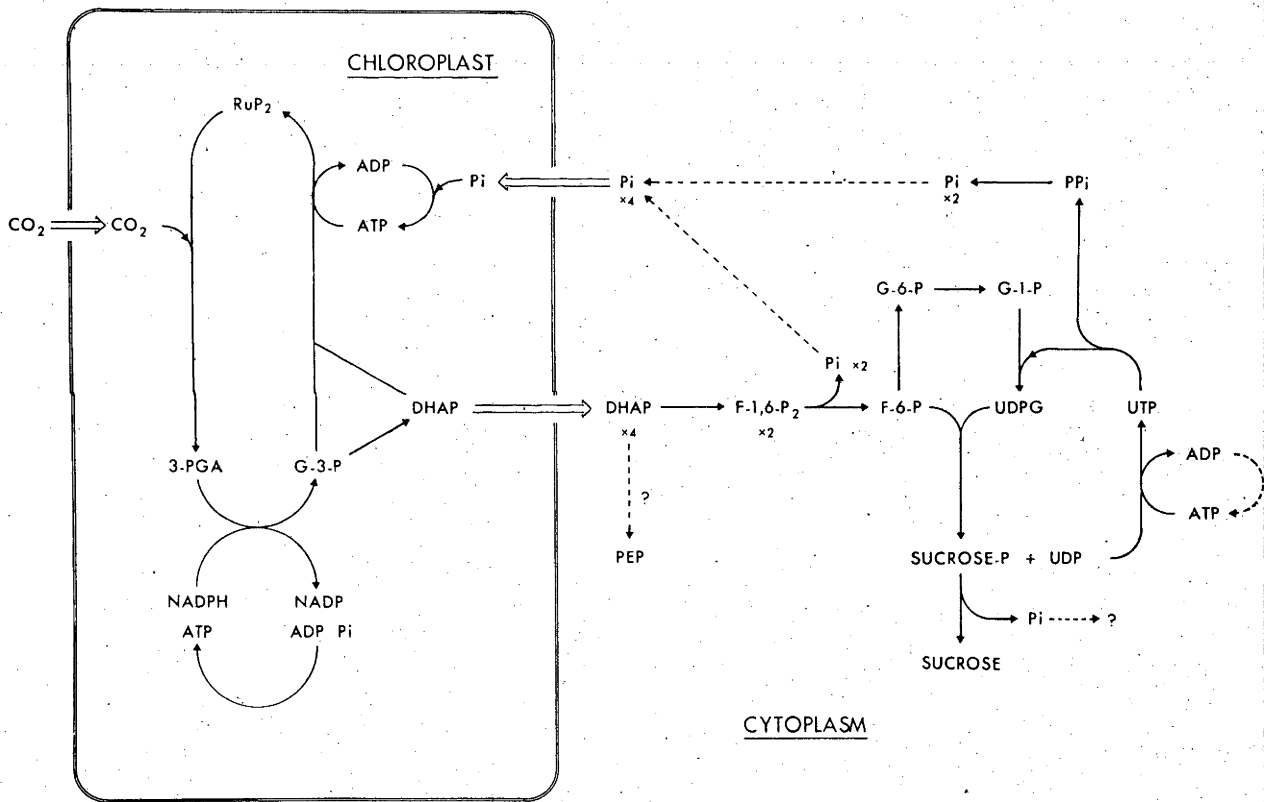 CHLOROPLAST
RuP₂
ADP
Pi
Pi
×4
Pi
×2
PPi
CO₂
CO₂
ATP
G-6-P
G-1-P
Pi ×2
DHAP
DHAP
×4
F-1,6-P₂
×2
F-6-P
UDPG
UTP
3-PGA
G-3-P
ADP
?
ATP
PEP
SUCROSE-P + UDP
NADPH
NADP
ATP
ADP Pi
Pi
?
SUCROSE
CYTOPLASM